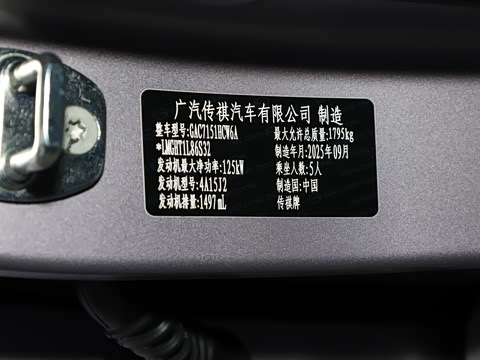 广汽传祺汽车有限公司 制造
整车型号:GAC7151HCW6A 最大允许总质量:1795kg
*LMGHT1L86S32 制造年月:2025年09月
发动机最大净功率:125kW 乘坐人数:5人
发动机型号:4A15J2 制造国:中国
发动机排量:1497mL 传祺牌